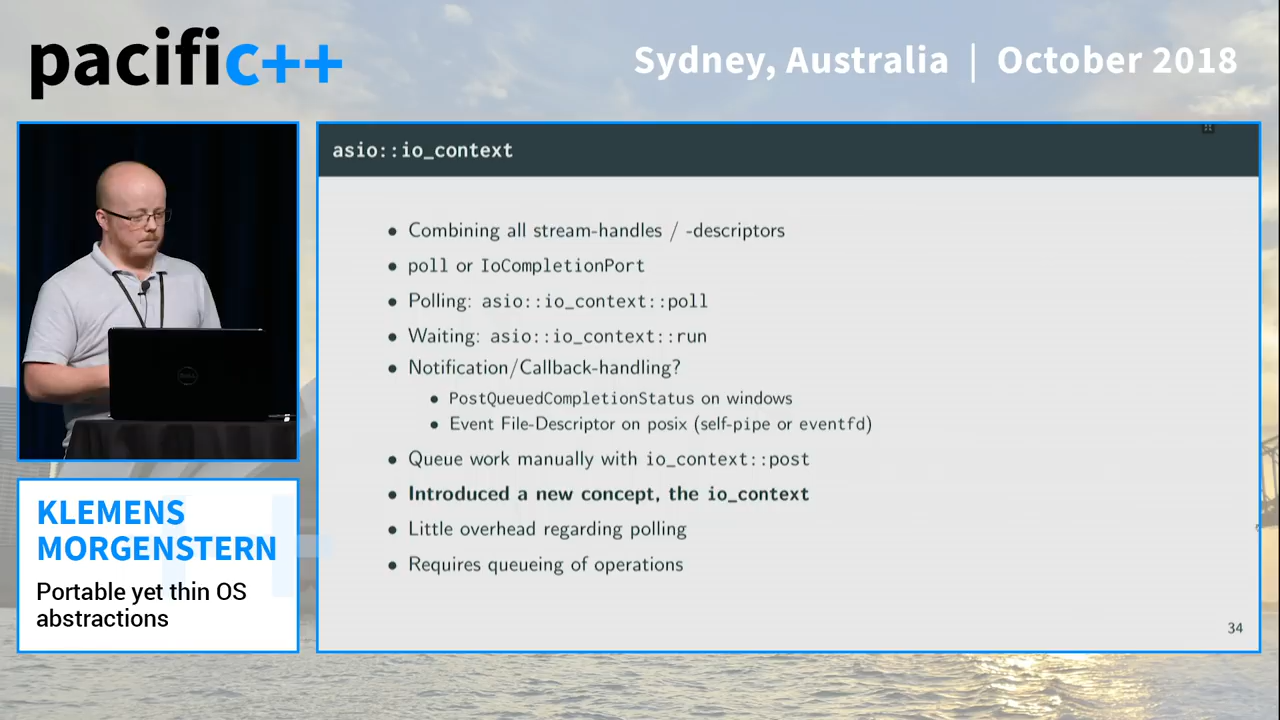 pacific++
Sydney, Australia | October 2018
asio::io_context
• Combining all stream-handles / -descriptors
• poll or IoCompletionPort
• Polling: asio::io_context::poll
• Waiting: asio::io_context::run
• Notification/Callback-handling?
• PostQueuedCompletionStatus on windows
• Event File-Descriptor on posix (self-pipe or eventfd)
• Queue work manually with io_context::post
• Introduced a new concept, the io_context
• Little overhead regarding polling
• Requires queueing of operations
34
DELL
KLEMENS
MORGENSTERN
Portable yet thin OS
abstractions